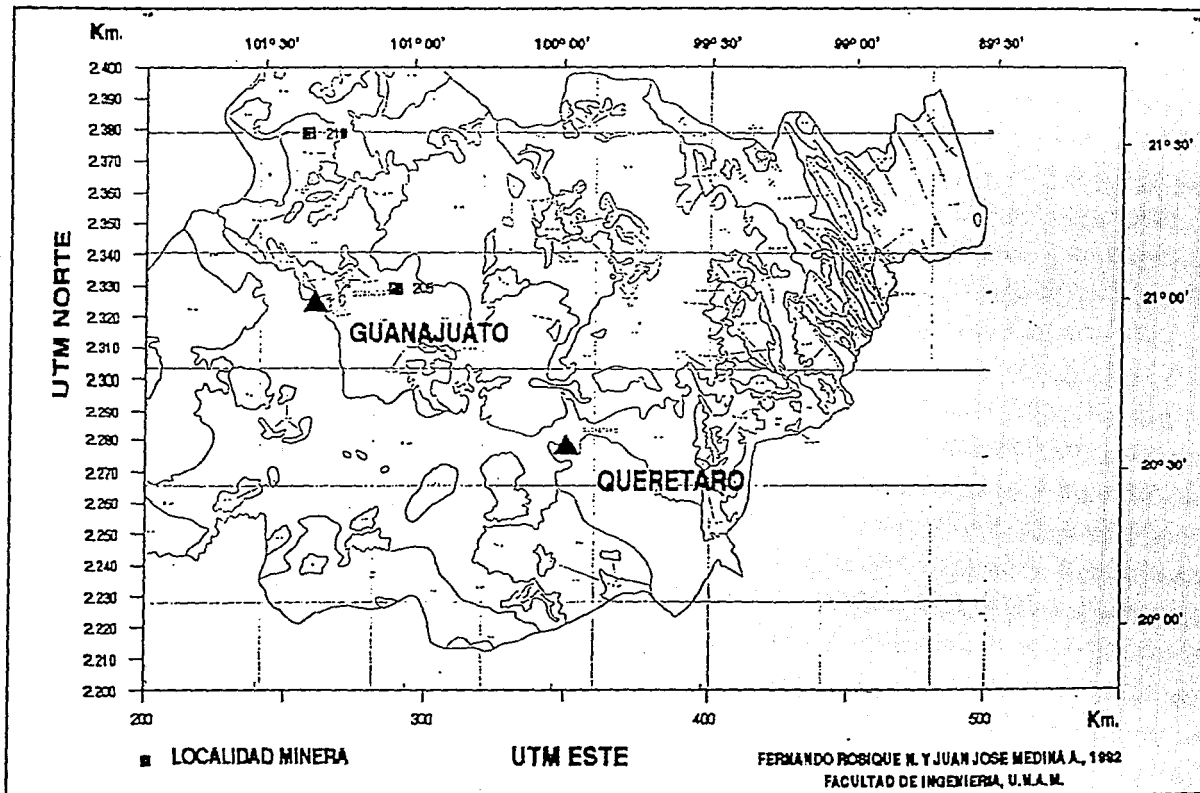 Km.
101°30' 101°00' 100°00' 99°30' 99°00' 89°30'
2.400
2.390
2.380
2.370
2.360
2.350
2.340
2.330
2.320
2.310
2.300
2.290
2.280
2.270
2.260
2.250
2.240
2.230
2.220
2.210
2.200
UTM NORTE
21°30'
21°00'
20°30'
20°00'
205
GUANAJUATO
QUERETARO
200 300 400 500 Km.
LOCALIDAD MINERA
UTM ESTE
FERNANDO ROSIQUE N. Y JUAN JOSE MEDINA A., 1992
FACULTAD DE INGENIERIA, U.N.A.M.